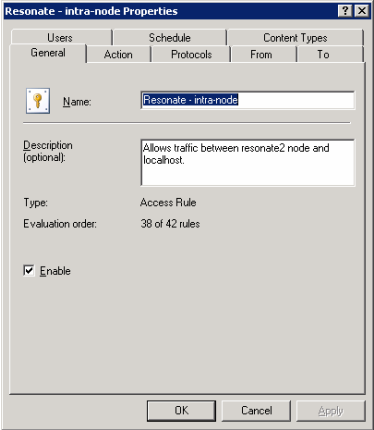 Resonate - intra-node Properties
Users Schedule Content Types
General Action Protocols From To
Name: Resonate - intra-node
Description
(optional):
Allows traffic between resonate2 node and
localhost.
Type: Access Rule
Evaluation order: 38 of 42 rules
Enable
OK Cancel Apply